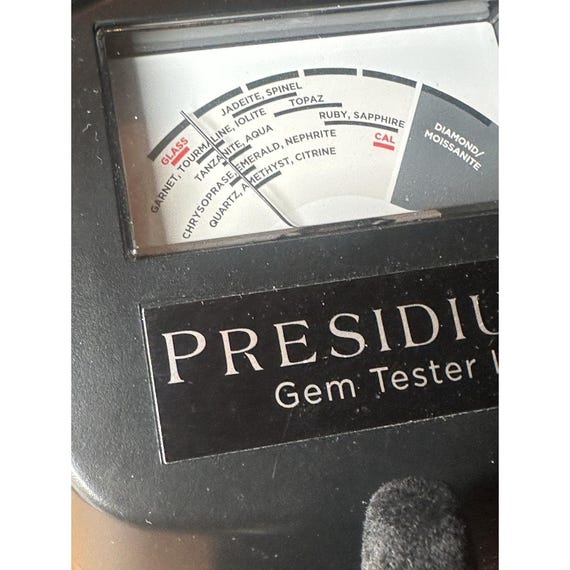 JADEITE, SPINEL
TOPAZ
RUBY, SAPPHIRE
CAL
DIAMOND/
MOISSANITE
GLASS
GARNET, TOURMALINE, IOLITE
TANZANITE, AQUA
CHRYSOPRASE, EMERALD, NEPHRITE
QUARTZ, AMETHYST, CITRINE
PRESIDIU
Gem Tester